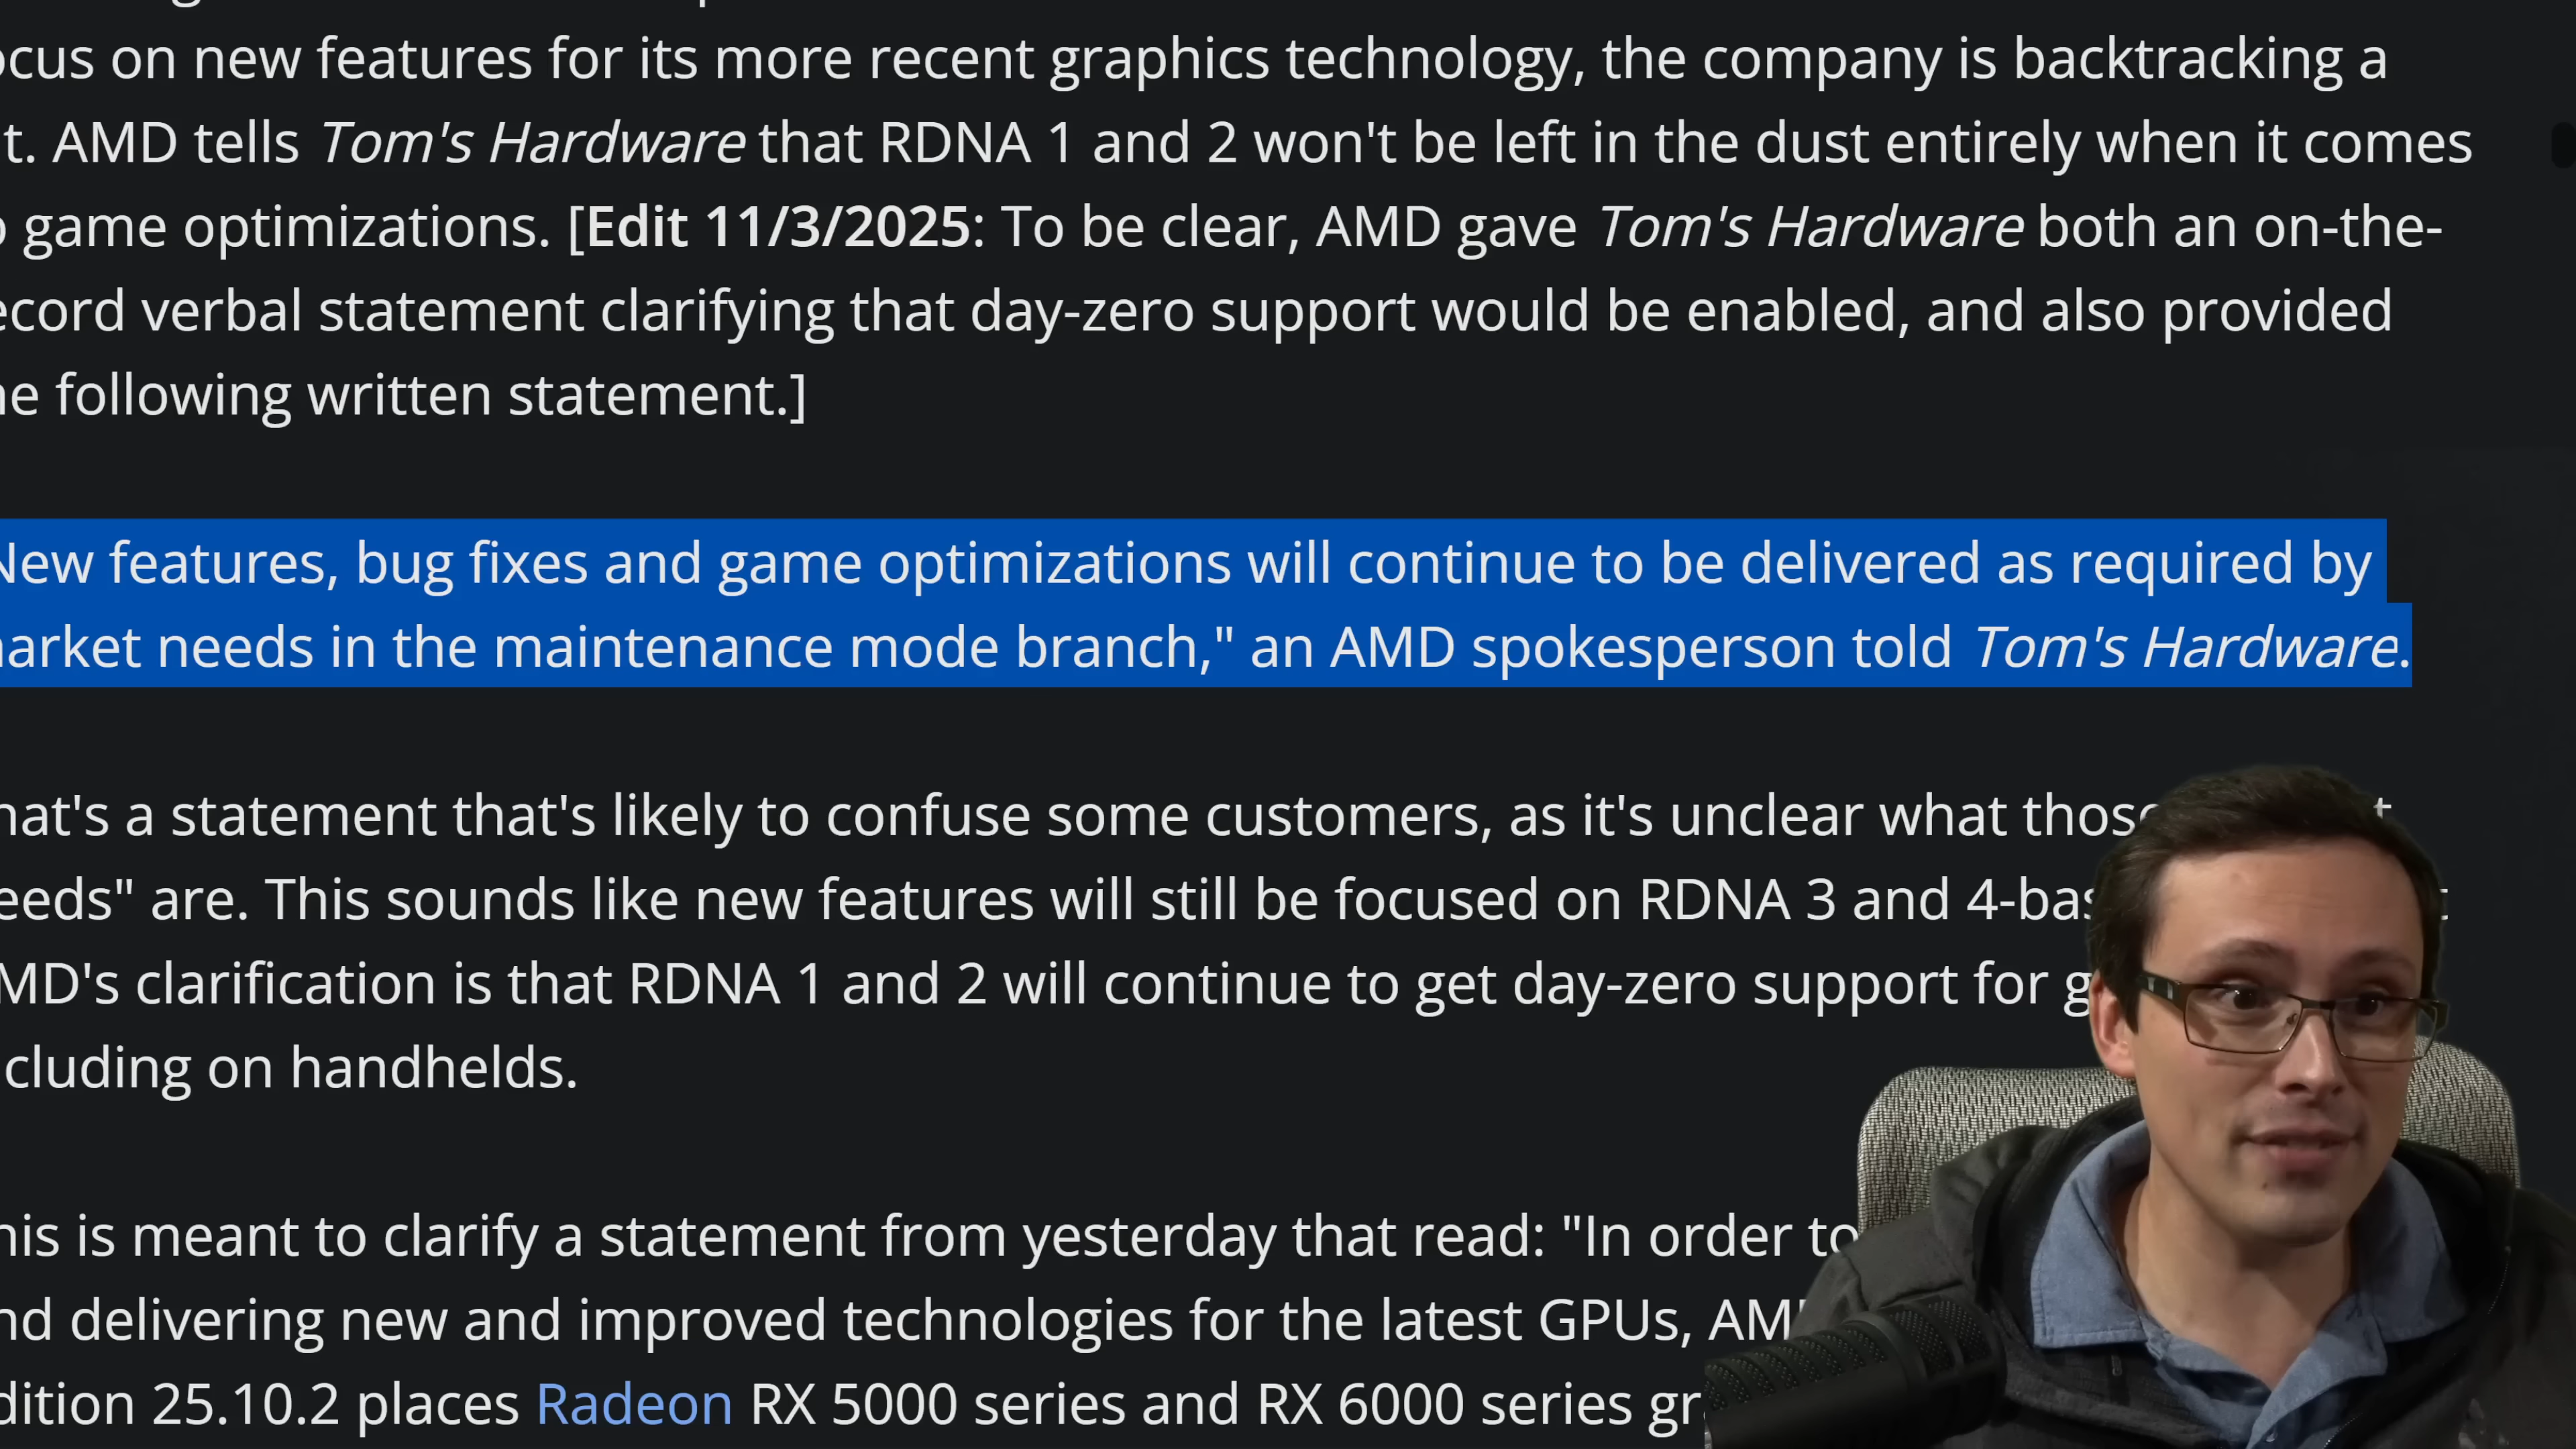 ocus on new features for its more recent graphics technology, the company is backtracking a
t. AMD tells Tom's Hardware that RDNA 1 and 2 won't be left in the dust entirely when it comes
game optimizations. [Edit 11/3/2025: To be clear, AMD gave Tom's Hardware both an on-the-
ecord verbal statement clarifying that day-zero support would be enabled, and also provided
he following written statement.]
New features, bug fixes and game optimizations will continue to be delivered as required by
arket needs in the maintenance mode branch," an AMD spokesperson told Tom's Hardware.
hat's a statement that's likely to confuse some customers, as it's unclear what those t
eeds" are. This sounds like new features will still be focused on RDNA 3 and 4-bas t
MD's clarification is that RDNA 1 and 2 will continue to get day-zero support for g
cluding on handhelds.
his is meant to clarify a statement from yesterday that read: "In order to
nd delivering new and improved technologies for the latest GPUs, AM
dition 25.10.2 places Radeon RX 5000 series and RX 6000 series gr